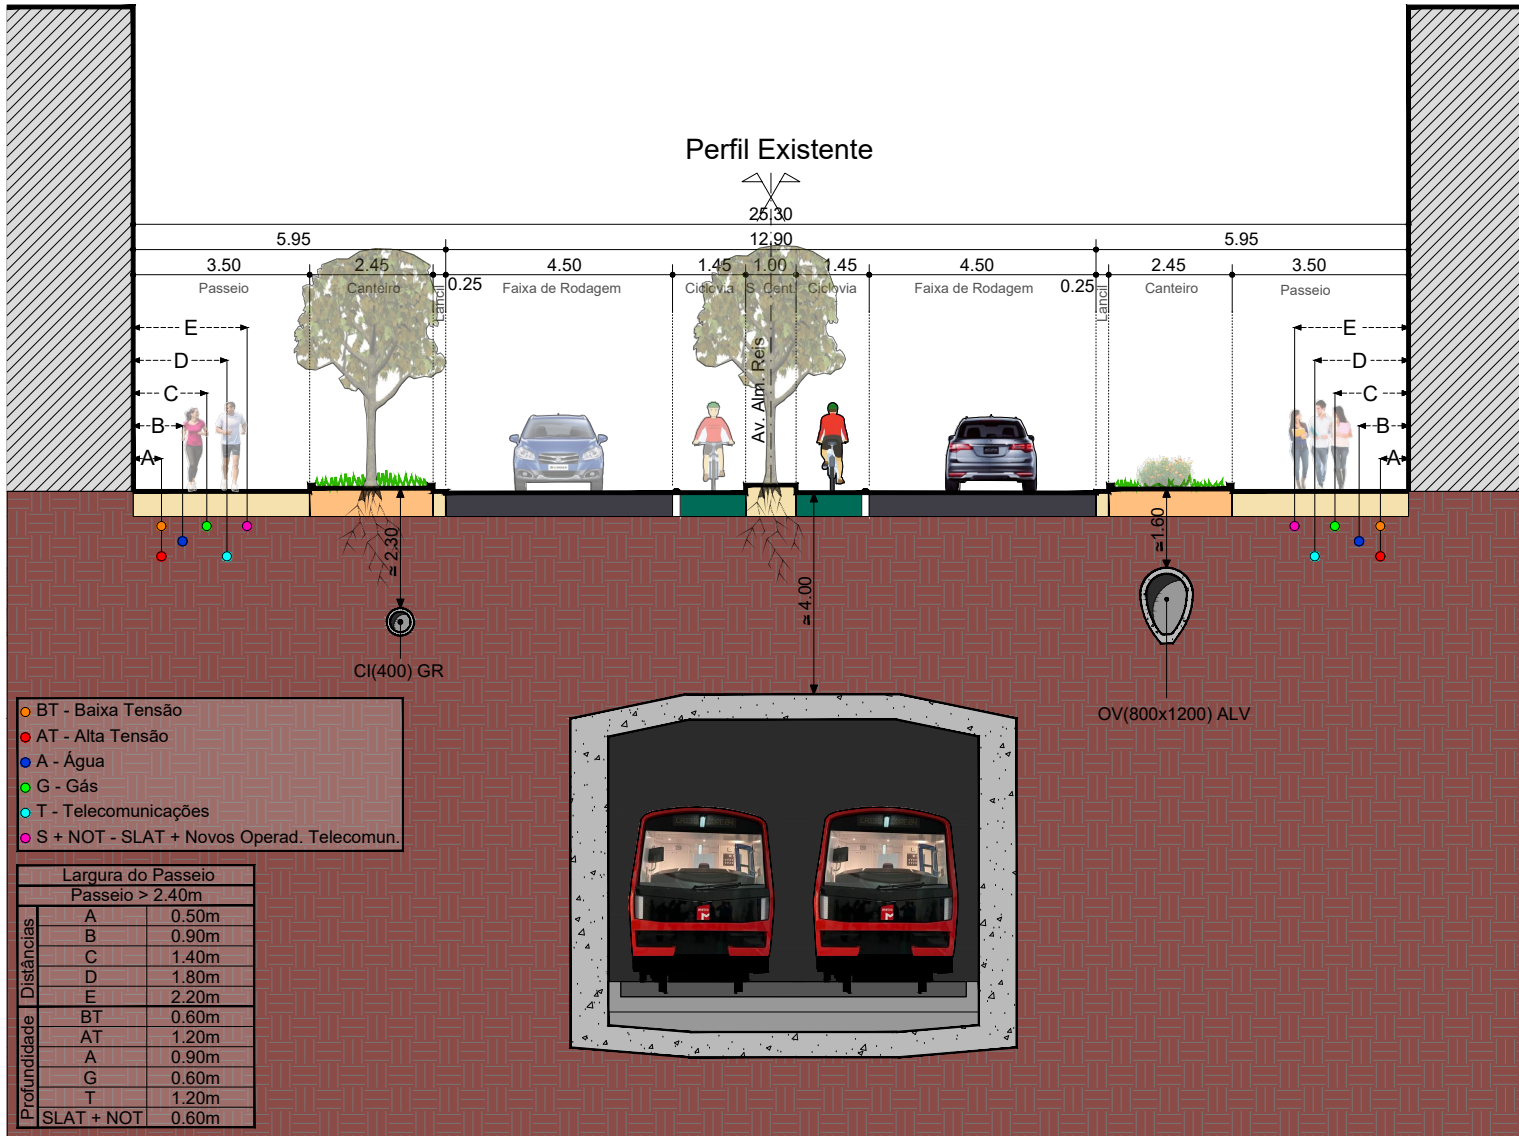 Perfil Existente
25.30
5.95
12.90
5.95
3.50
2.45
4.50
1.45
1.00
1.45
4.50
2.45
3.50
Passeio
Canteiro
Lancil
0.25
Faixa de Rodagem
Ciclovia
S. Cent.
Ciclovia
Faixa de Rodagem
0.25
Lancil
Canteiro
Passeio
E
D
C
B
A
Av. Alm. Reis
E
D
C
B
A
≃ 2.30
≃ 4.00
≃1.60
CI(400) GR
OV(800x1200) ALV
BT - Baixa Tensão
AT - Alta Tensão
A - Água
G - Gás
T - Telecomunicações
S + NOT - SLAT + Novos Operad. Telecomun.
Largura do Passeio
Passeio > 2.40m
Distâncias
A 0.50m
B 0.90m
C 1.40m
D 1.80m
E 2.20m
Profundidade
BT 0.60m
AT 1.20m
A 0.90m
G 0.60m
T 1.20m
SLAT + NOT 0.60m